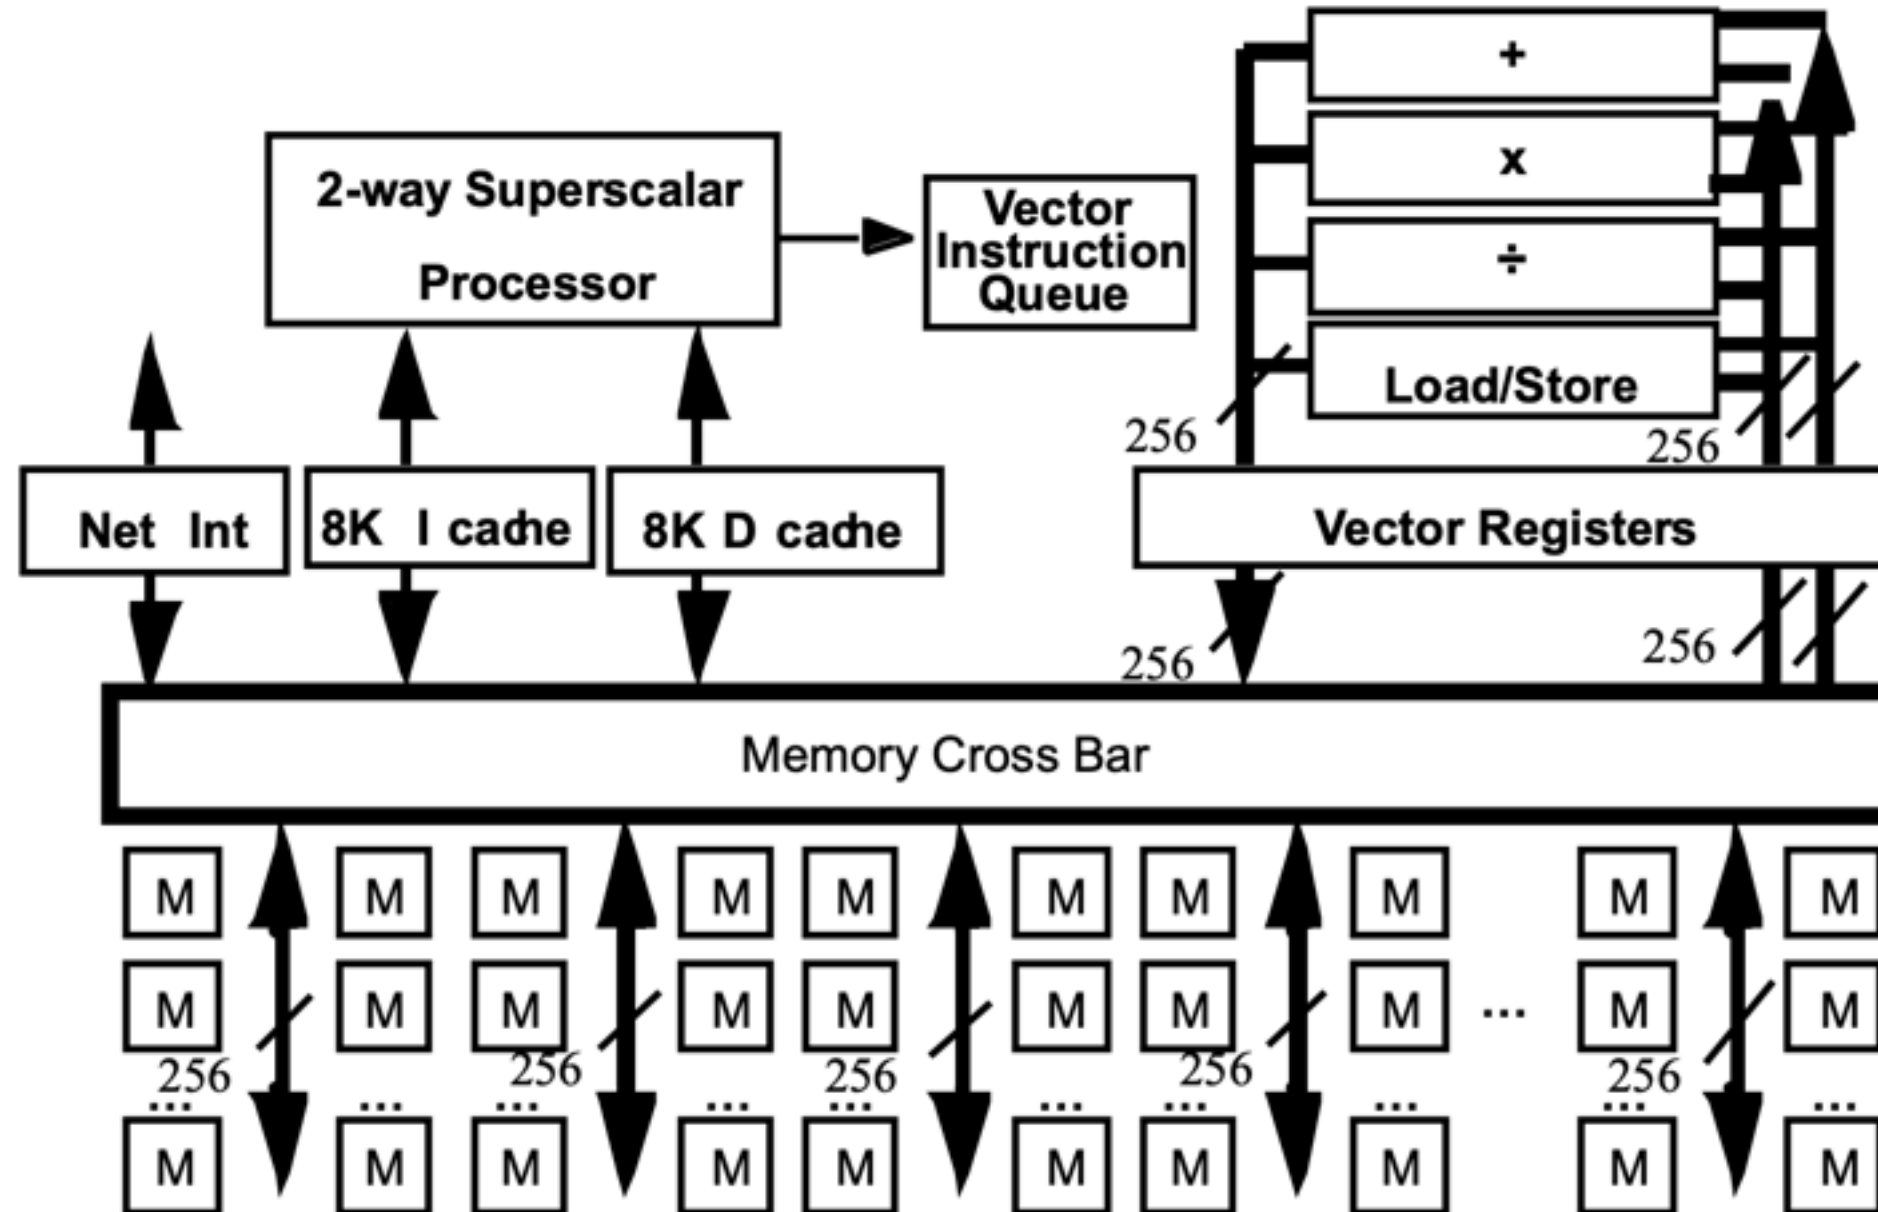 +
x
÷
Load/Store
2-way Superscalar
Processor
Vector
Instruction
Queue
256
256
Net Int
8K I cache
8K D cache
Vector Registers
256
256
Memory Cross Bar
M M M M M M M M M M
M M M M M M M M ... M M
256 256 256 256 256
... ... ... ... ... ... ... ... ... ...
M M M M M M M M M M